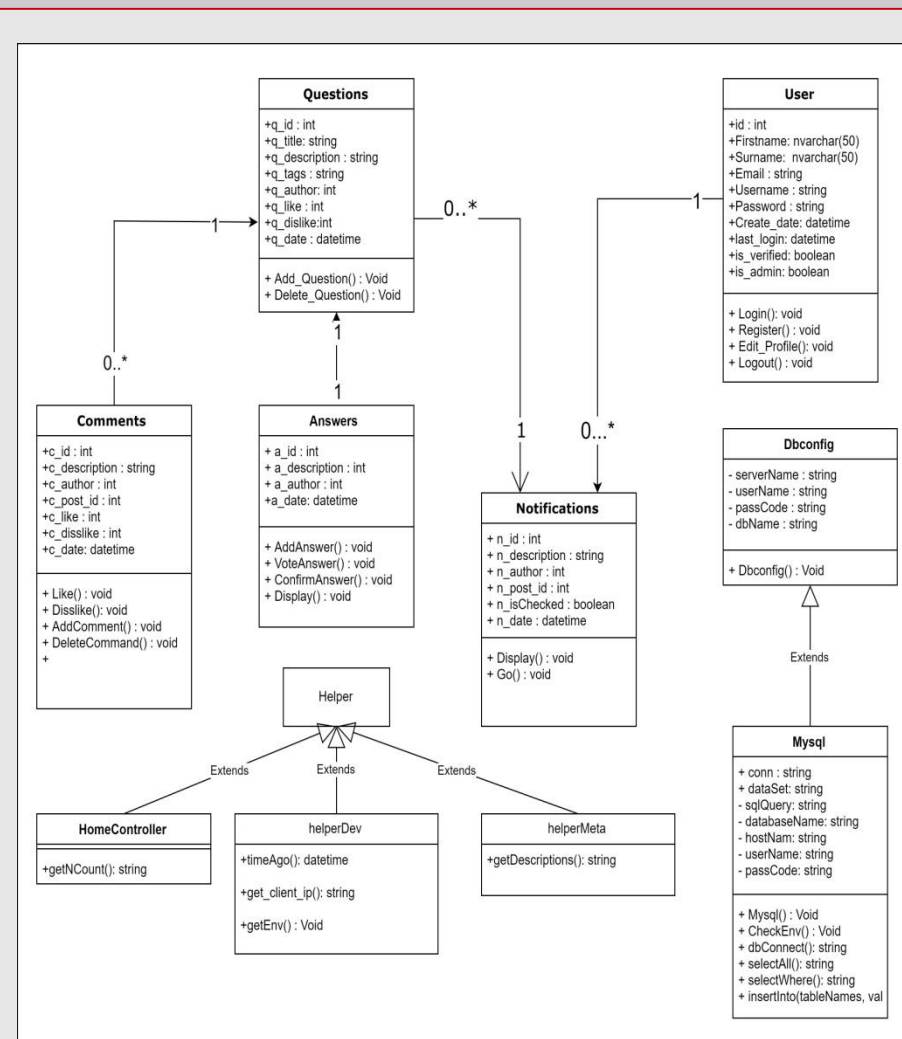 Questions
+q_id : int
+q_title: string
+q_description : string
+q_tags : string
+q_author: int
+q_like : int
+q_dislike:int
+q_date : datetime
+ Add_Question() : Void
+ Delete_Question() : Void
User
+id : int
+Firstname: nvarchar(50)
+Surname: nvarchar(50)
+Email : string
+Username : string
+Password : string
+Create_date: datetime
+last_login: datetime
+is_verified: boolean
+is_admin: boolean
+ Login(): void
+ Register() : void
+ Edit_Profile(): void
+ Logout() : void
0..*
1
1
1
0..*
1
1
1
0...*
Comments
+c_id : int
+c_description : string
+c_author : int
+c_post_id : int
+c_like : int
+c_disslike : int
+c_date: datetime
+ Like() : void
+ Disslike(): void
+ AddComment() : void
+ DeleteCommand() : void
+
Answers
+ a_id : int
+ a_description : int
+ a_author : int
+a_date: datetime
+ AddAnswer() : void
+ VoteAnswer() : void
+ ConfirmAnswer() : void
+ Display() : void
Notifications
+ n_id : int
+ n_description : string
+ n_author : int
+ n_post_id : int
+ n_isChecked : boolean
+ n_date : datetime
+ Display() : void
+ Go() : void
Dbconfig
- serverName : string
- userName : string
- passCode : string
- dbName : string
+ Dbconfig() : Void
Extends
Helper
Extends
Extends
Extends
HomeController
+getNCount(): string
helperDev
+timeAgo(): datetime
+get_client_ip(): string
+getEnv() : Void
helperMeta
+getDescriptions(): string
Mysql
+ conn : string
+ dataSet: string
- sqlQuery: string
- databaseName: string
- hostNam: string
- userName: string
- passCode: string
+ Mysql() : Void
+ CheckEnv() : Void
+ dbConnect(): string
+ selectAll(): string
+ selectWhere(): string
+ insertInto(tableNames, val